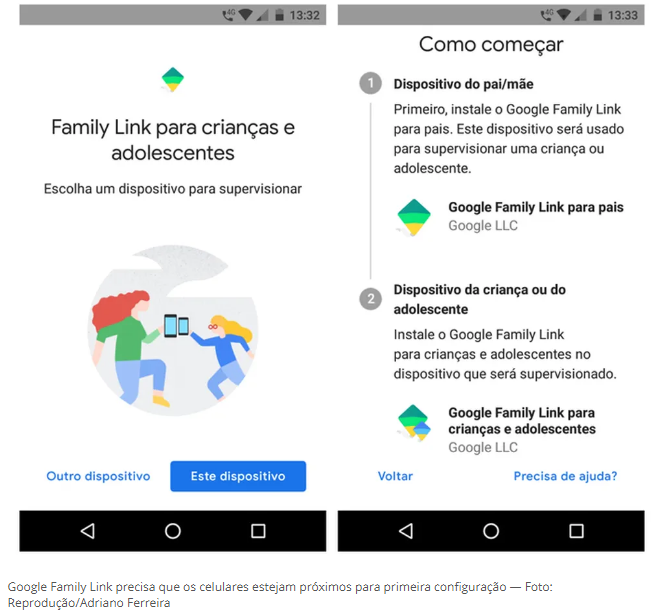 4G 13:32
Family Link para crianças e
adolescentes
Escolha um dispositivo para supervisionar
Outro dispositivo
Este dispositivo
4G 13:33
Como começar
1 Dispositivo do pai/mãe
Primeiro, instale o Google Family Link
para pais. Este dispositivo será usado
para supervisionar uma criança ou
adolescente.
Google Family Link para pais
Google LLC
2 Dispositivo da criança ou do
adolescente
Instale o Google Family Link
para crianças e adolescentes no
dispositivo que será supervisionado.
Google Family Link para
crianças e adolescentes
Google LLC
Voltar
Precisa de ajuda?
Google Family Link precisa que os celulares estejam próximos para primeira configuração — Foto:
Reprodução/Adriano Ferreira